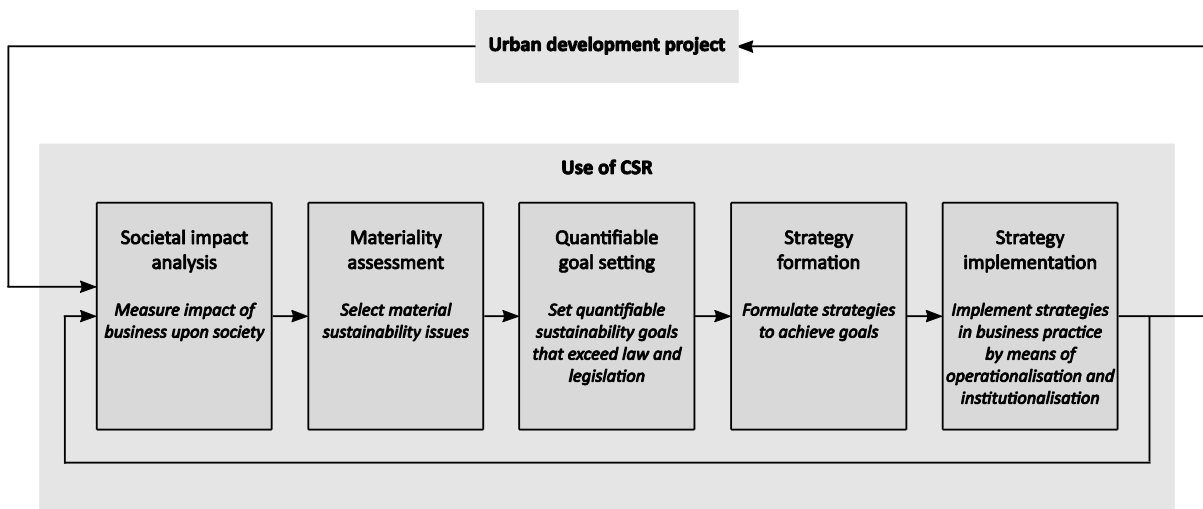 Urban development project
Use of CSR
Societal impact
analysis
Measure impact of
business upon society
Materiality
assessment
Select material
sustainability issues
Quantifiable
goal setting
Set quantifiable
sustainability goals
that exceed law and
legislation
Strategy
formation
Formulate strategies
to achieve goals
Strategy
implementation
Implement strategies
in business practice
by means of
operationalisation and
institutionalisation